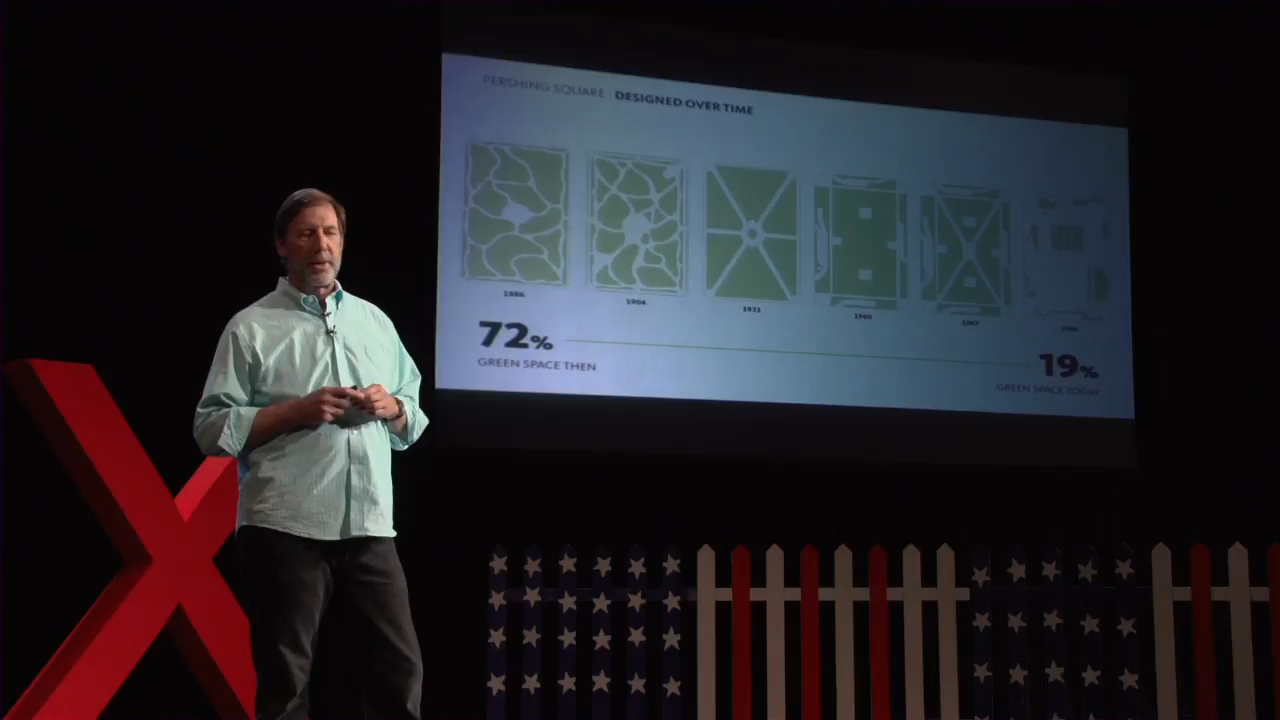 PERSHING SQUARE | DESIGNED OVER TIME
1886 1904 1931
72%
GREEN SPACE THEN
19%
GREEN SPACE TODAY
X